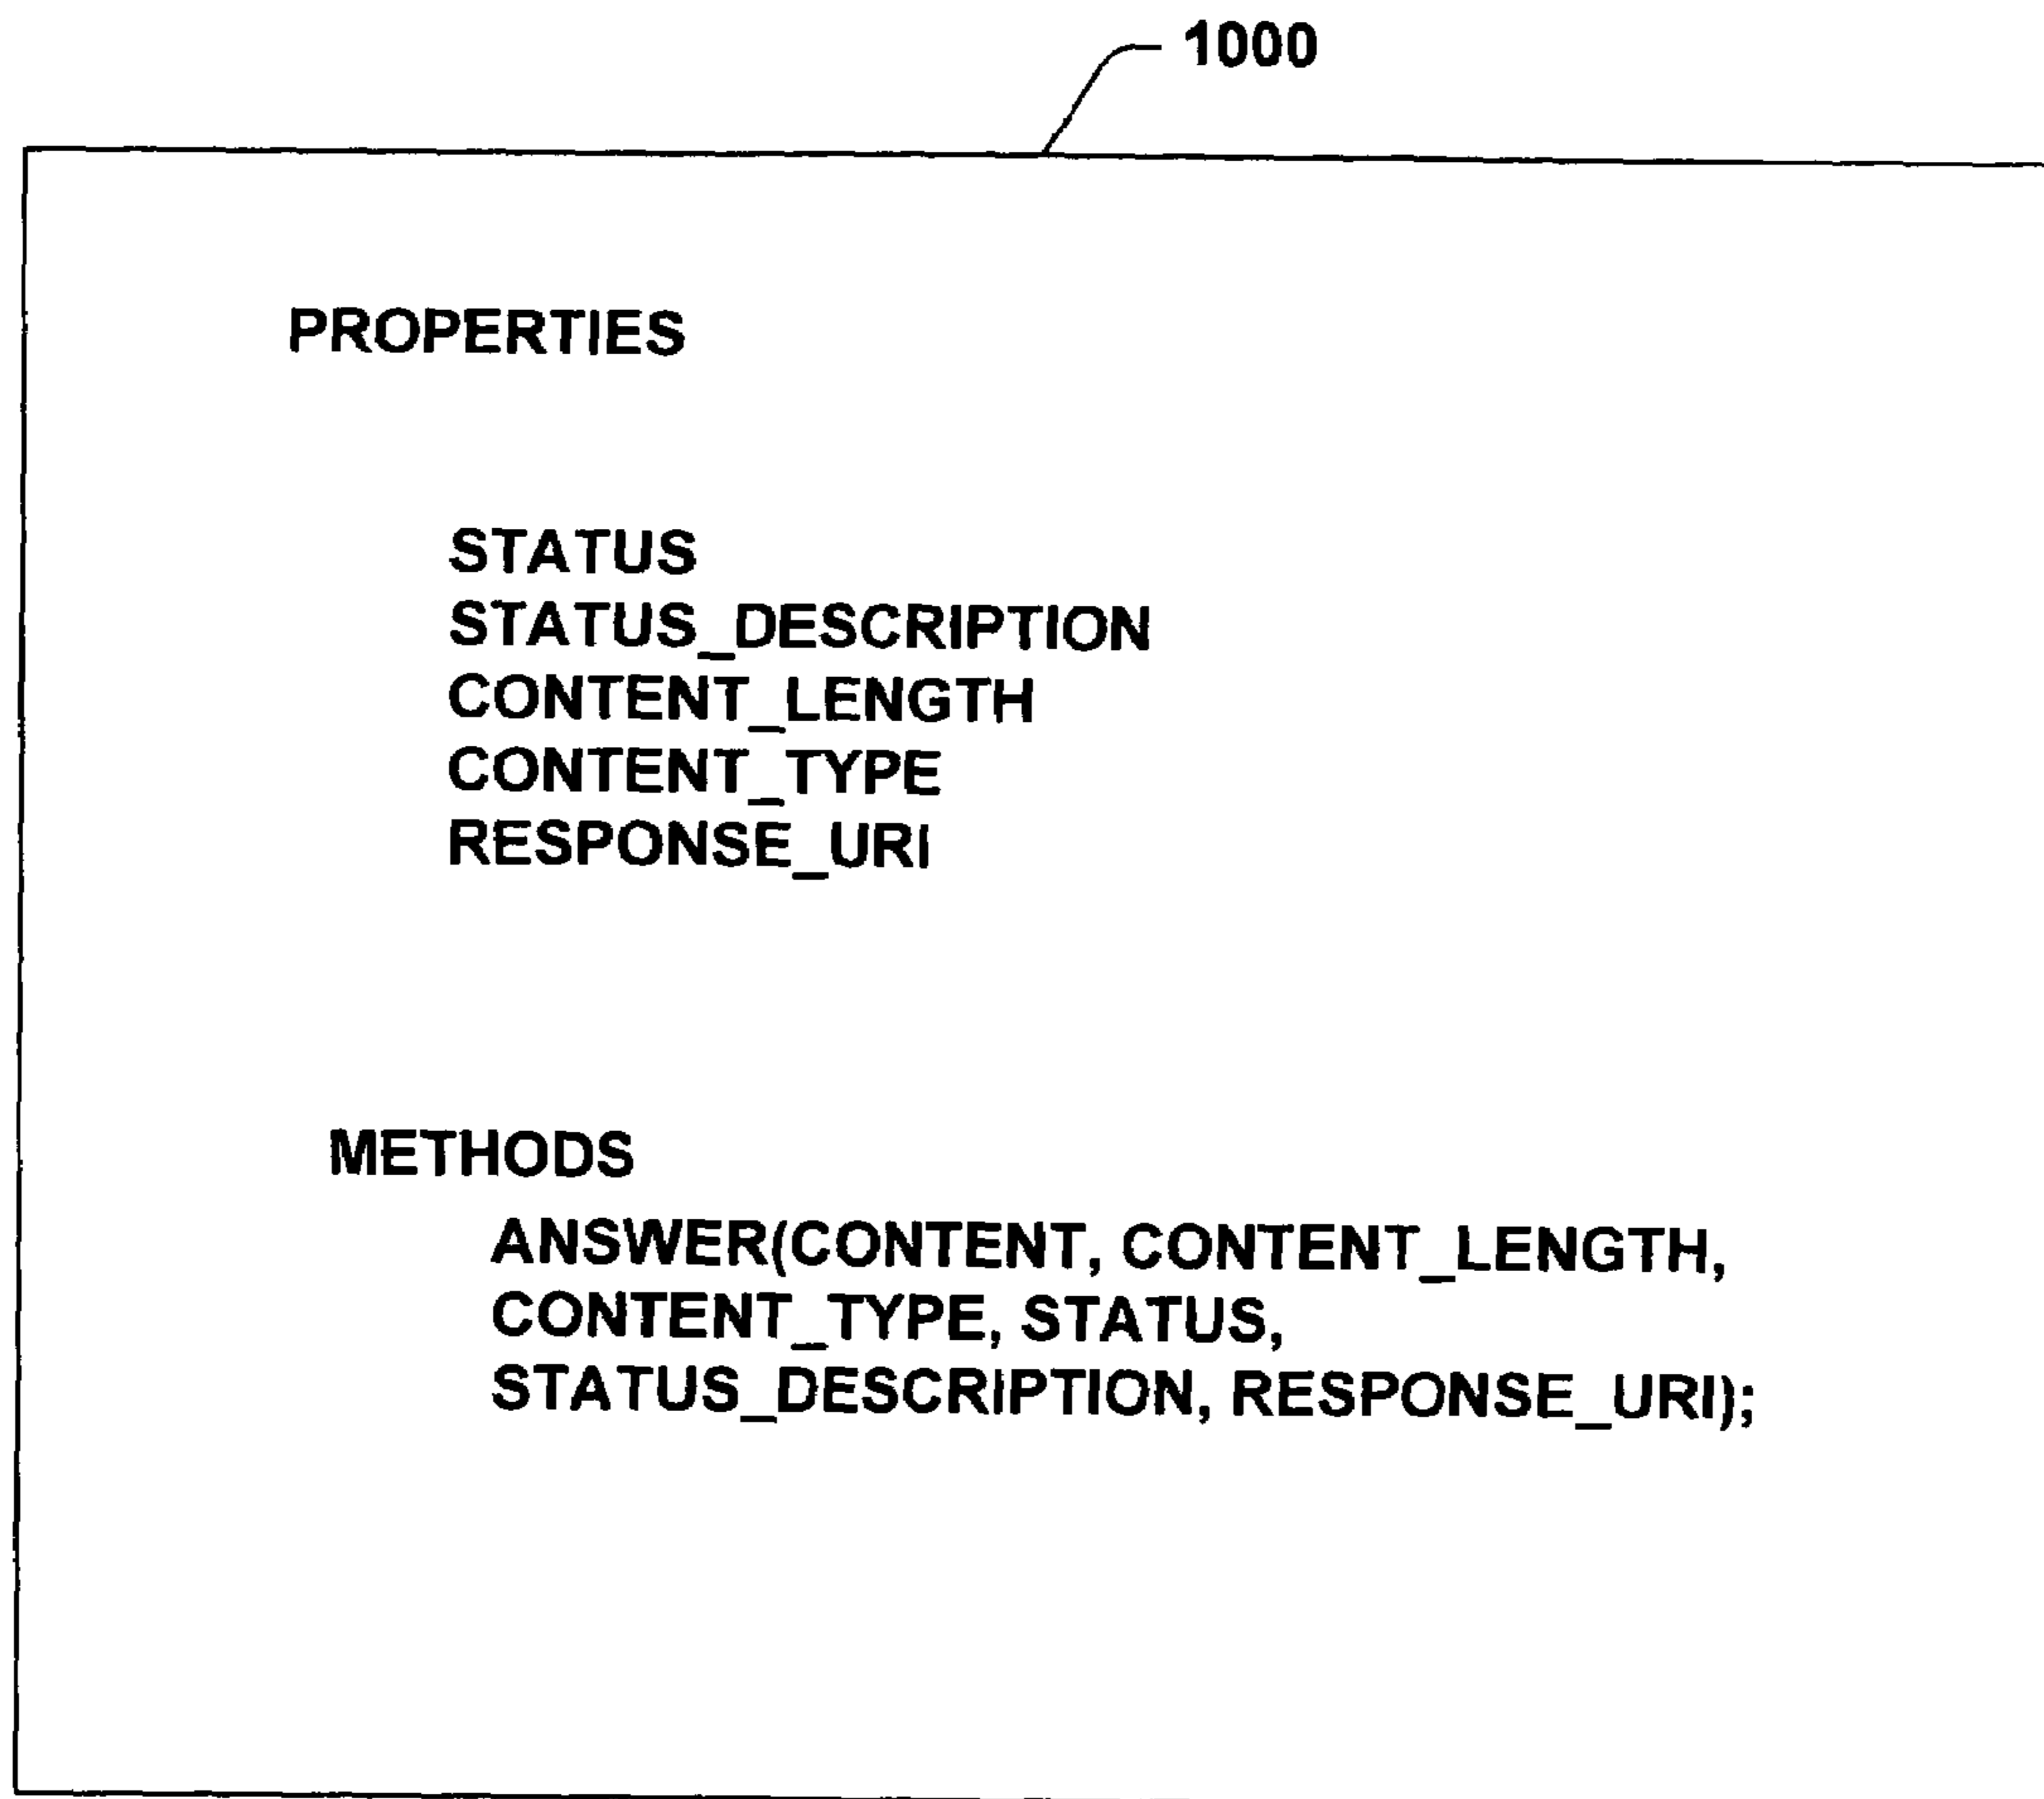 1000
PROPERTIES
STATUS
STATUS_DESCRIPTION
CONTENT_LENGTH
CONTENT_TYPE
RESPONSE_URI
METHODS
ANSWER(CONTENT, CONTENT_LENGTH,
CONTENT_TYPE, STATUS,
STATUS_DESCRIPTION, RESPONSE_URI);